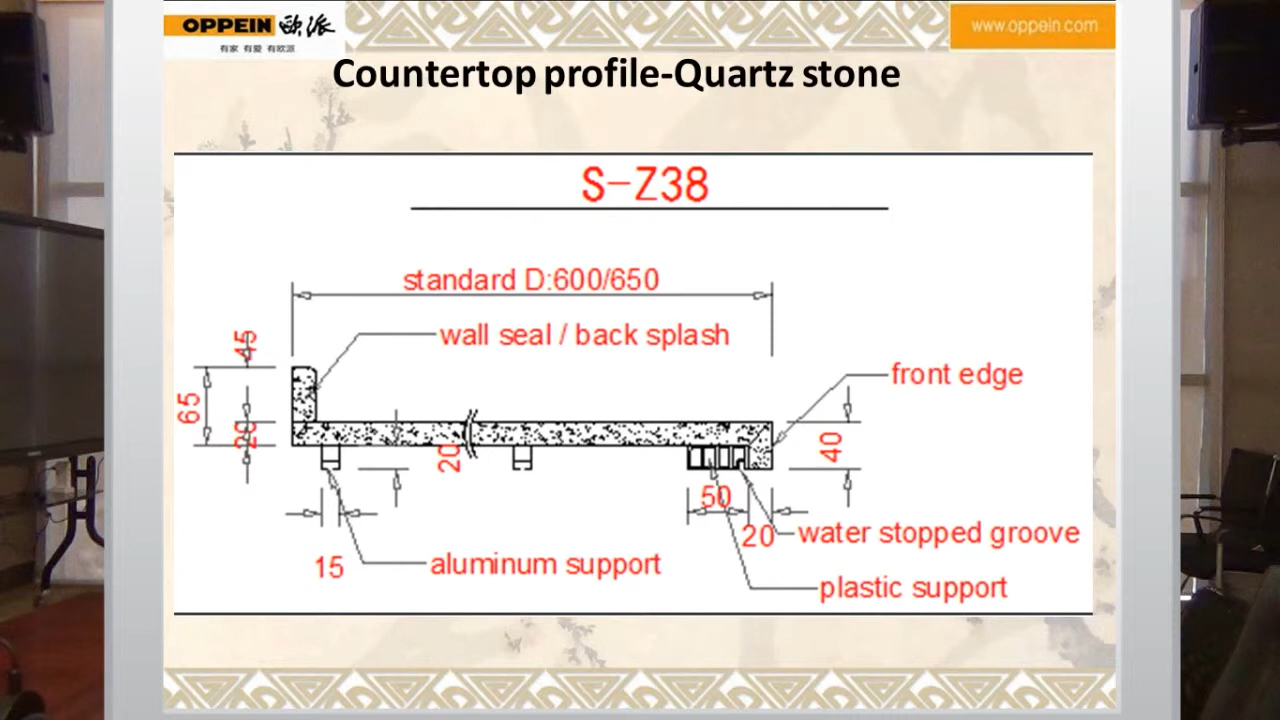 OPPEIN 欧派
有家 有爱 有欧派
www.oppein.com
Countertop profile-Quartz stone
S-Z38
standard D:600/650
wall seal / back splash
front edge
45
65
20
20
40
50
20
water stopped groove
15
aluminum support
plastic support